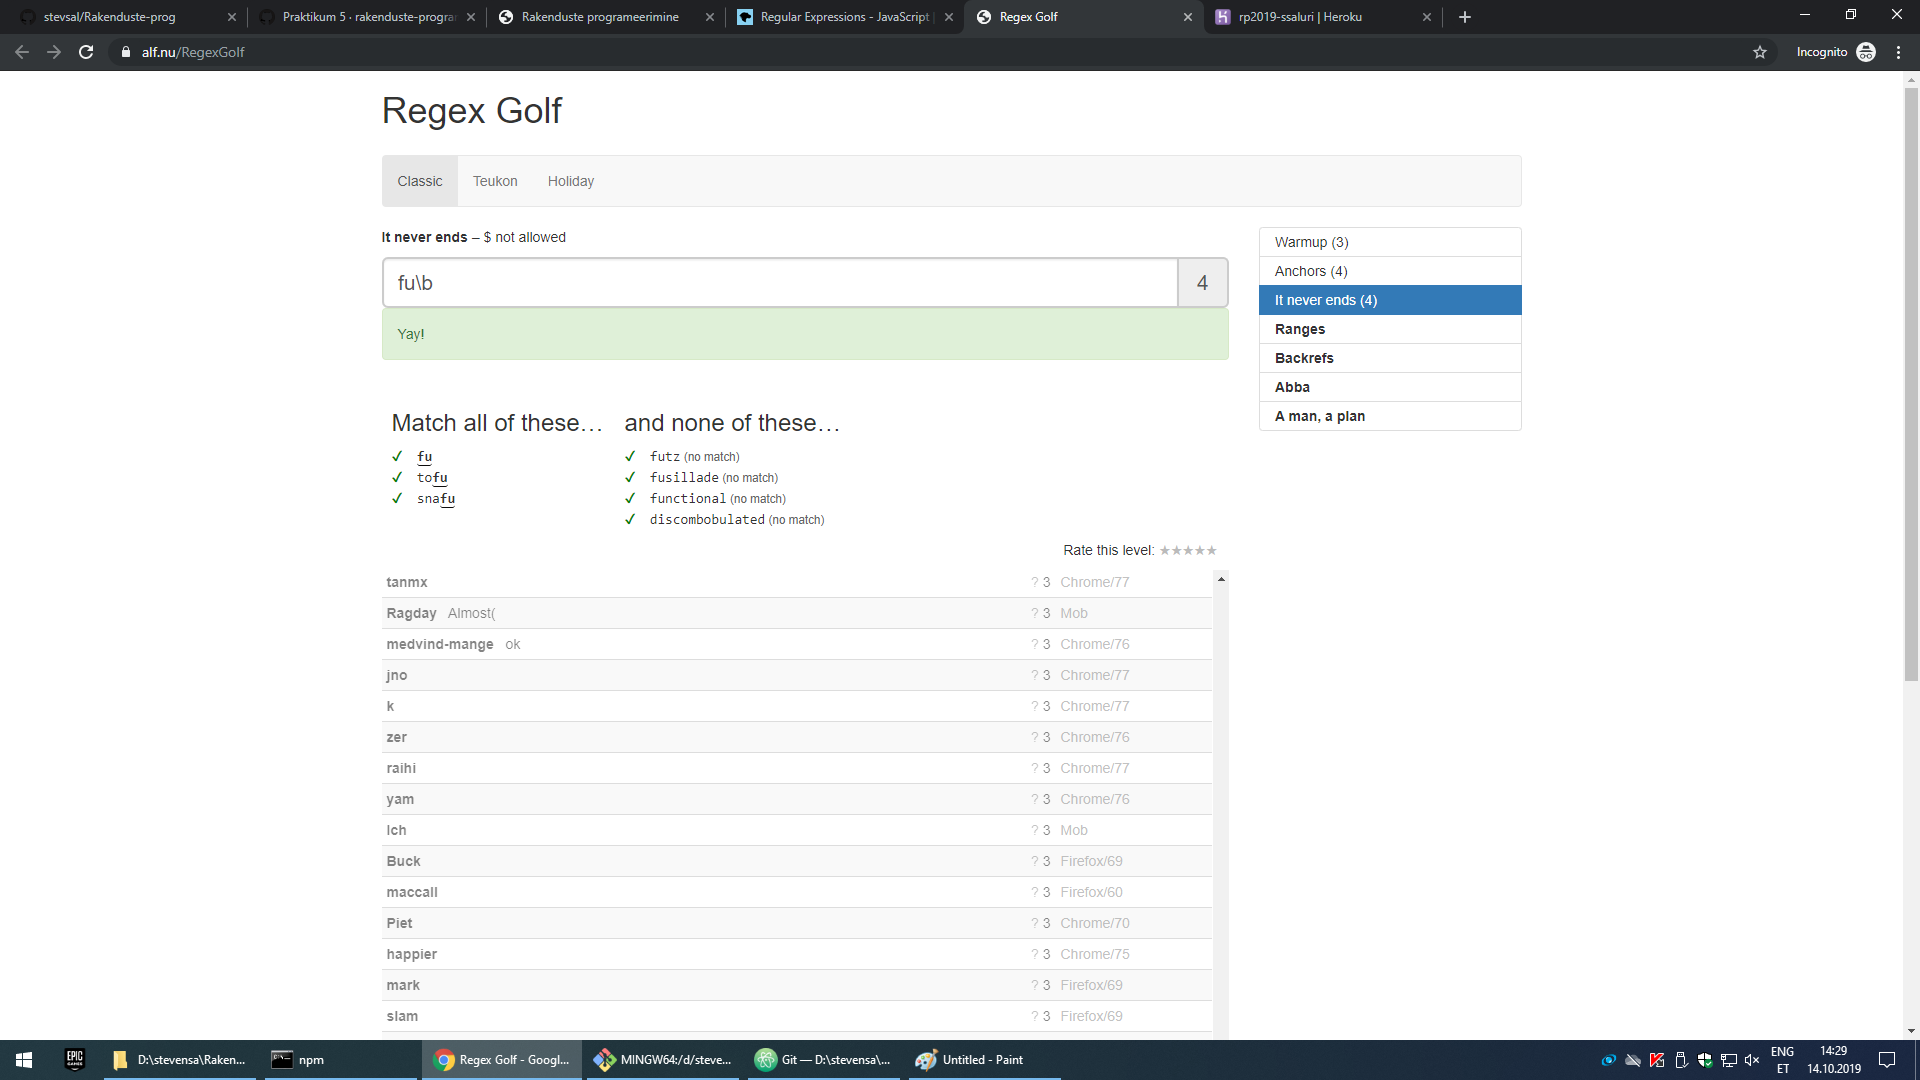 stevsal/Rakenduste-prog
Praktikum 5 · rakenduste-progra
Rakenduste programeerimine
Regular Expressions - JavaScript |
Regex Golf
rp2019-ssaluri | Heroku
alf.nu/RegexGolf
Incognito
Regex Golf
Classic Teukon Holiday
It never ends – $ not allowed
fu\b 4
Yay!
Warmup (3)
Anchors (4)
It never ends (4)
Ranges
Backrefs
Abba
A man, a plan
Match all of these…
fu
tofu
snafu
and none of these…
futz (no match)
fusillade (no match)
functional (no match)
discombobulated (no match)
Rate this level: ★★★★★
tanmx ? 3 Chrome/77
Ragday Almost( ? 3 Mob
medvind-mange ok ? 3 Chrome/76
jno ? 3 Chrome/77
k ? 3 Chrome/77
zer ? 3 Chrome/76
raihi ? 3 Chrome/77
yam ? 3 Chrome/76
Ich ? 3 Mob
Buck ? 3 Firefox/69
maccall ? 3 Firefox/60
Piet ? 3 Chrome/70
happier ? 3 Chrome/75
mark ? 3 Firefox/69
slam ? 3 Firefox/69
EPIC GAMES
D:\stevensa\Raken...
npm
Regex Golf - Googl...
MINGW64:/d/steve...
Git — D:\stevensa\...
Untitled - Paint
ENG
ET
14:29
14.10.2019